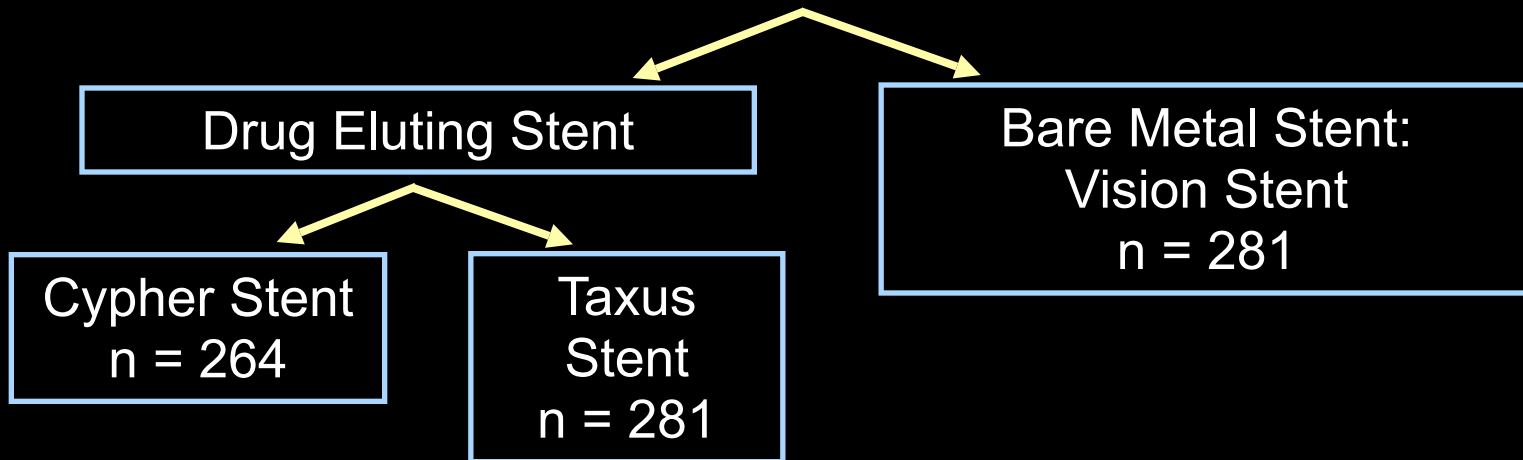 Drug Eluting Stent
Bare Metal Stent:
Vision Stent
n = 281
Cypher Stent
n = 264
Taxus
Stent
n = 281